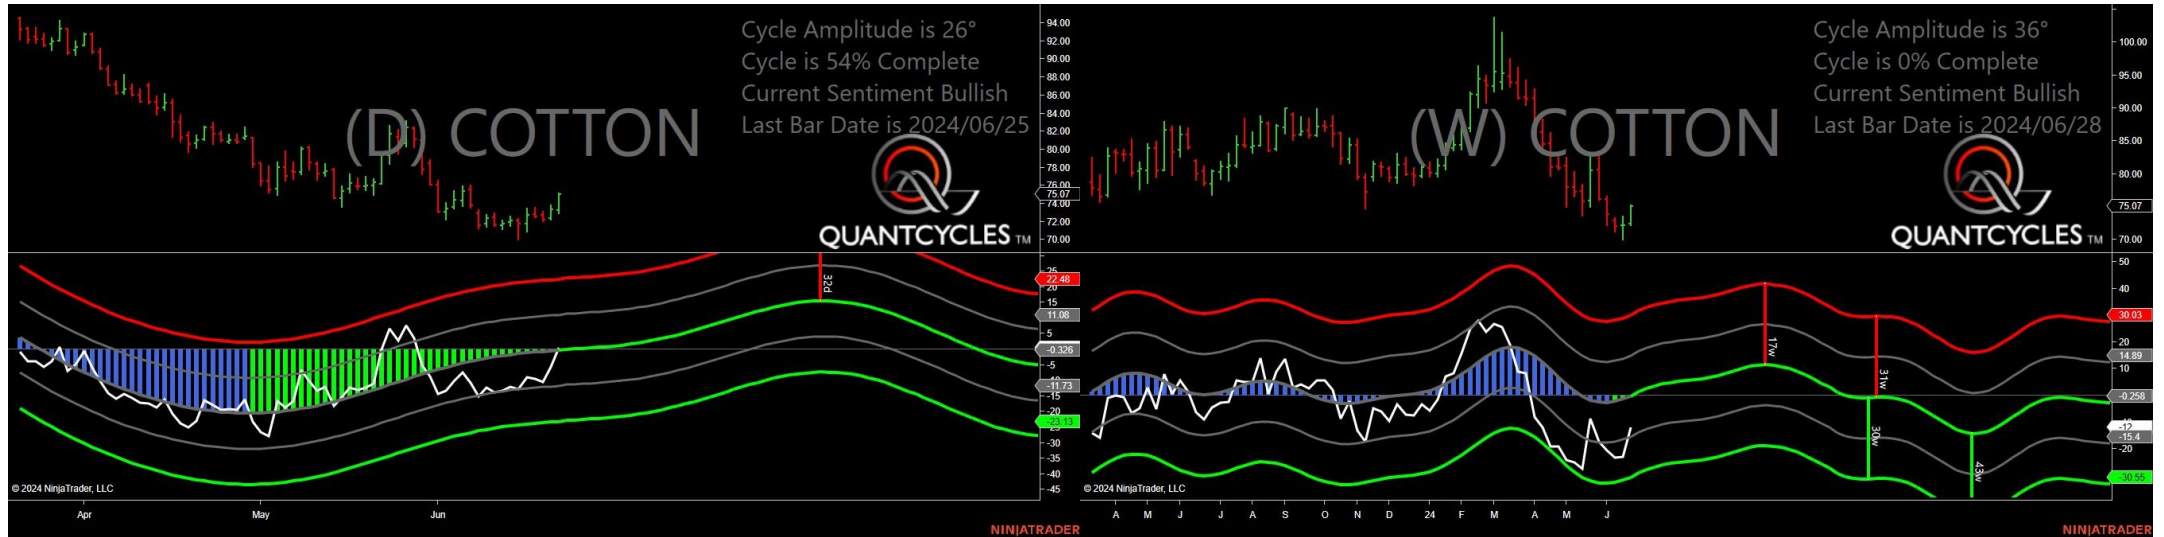 Cycle Amplitude is 26°
Cycle is 54% Complete
Current Sentiment Bullish
Last Bar Date is 2024/06/25
(D) COTTON
QUANTCYCLES TM
94.00
92.00
90.00
88.00
86.00
84.00
82.00
80.00
78.00
76.00
75.07
74.00
72.00
70.00
32d
25
22.48
20
15
11.08
5
-0.326
-5
-11.73
-15
-20
-23.13
-30
-35
-40
-45
© 2024 NinjaTrader, LLC
Apr May Jun
NINJATRADER
Cycle Amplitude is 36°
Cycle is 0% Complete
Current Sentiment Bullish
Last Bar Date is 2024/06/28
(W) COTTON
QUANTCYCLES TM
100.00
95.00
90.00
85.00
80.00
75.07
70.00
17w
31w
30w
43w
50
40
30.03
20
14.89
10
-0.258
-12
-15.4
-20
-30.55
© 2024 NinjaTrader, LLC
A M J J A S O N D 24 F M A M J
NINJATRADER